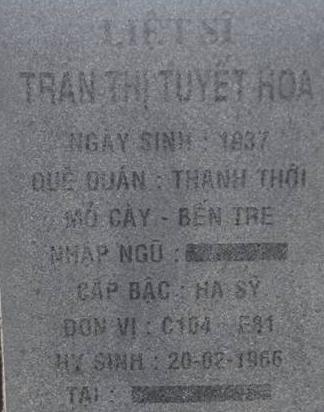 LIỆT SĨ
TRẦN THỊ TUYẾT HOA
NGÀY SINH : 1937
QUÊ QUÁN : THÀNH THỚI
MỎ CÀY - BẾN TRE
NHẬP NGŨ :
CẤP BẬC : HẠ SỸ
ĐƠN VỊ : C104 - E81
HY SINH : 20-02-1966
TẠI :